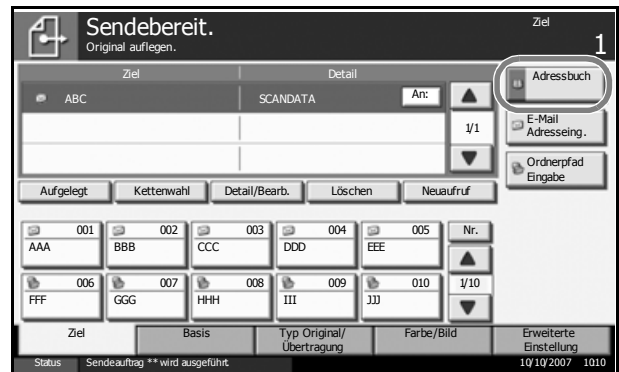 Sendebereit.
Original auflegen.
Ziel
1
Ziel Detail
ABC SCANDATA An:
1/1
Adressbuch
E-Mail
Adresseing.
Ordnerpfad
Eingabe
Aufgelegt Kettenwahl Detail/Bearb. Löschen Neuaufruf
001 002 003 004 005 Nr.
AAA BBB CCC DDD EEE
006 007 008 009 010 1/10
FFF GGG HHH III JJJ
Ziel Basis Typ Original/
Übertragung Farbe/Bild Erweiterte
Einstellung
Status Sendeauftrag ** wird ausgeführt. 10/10/2007 1010